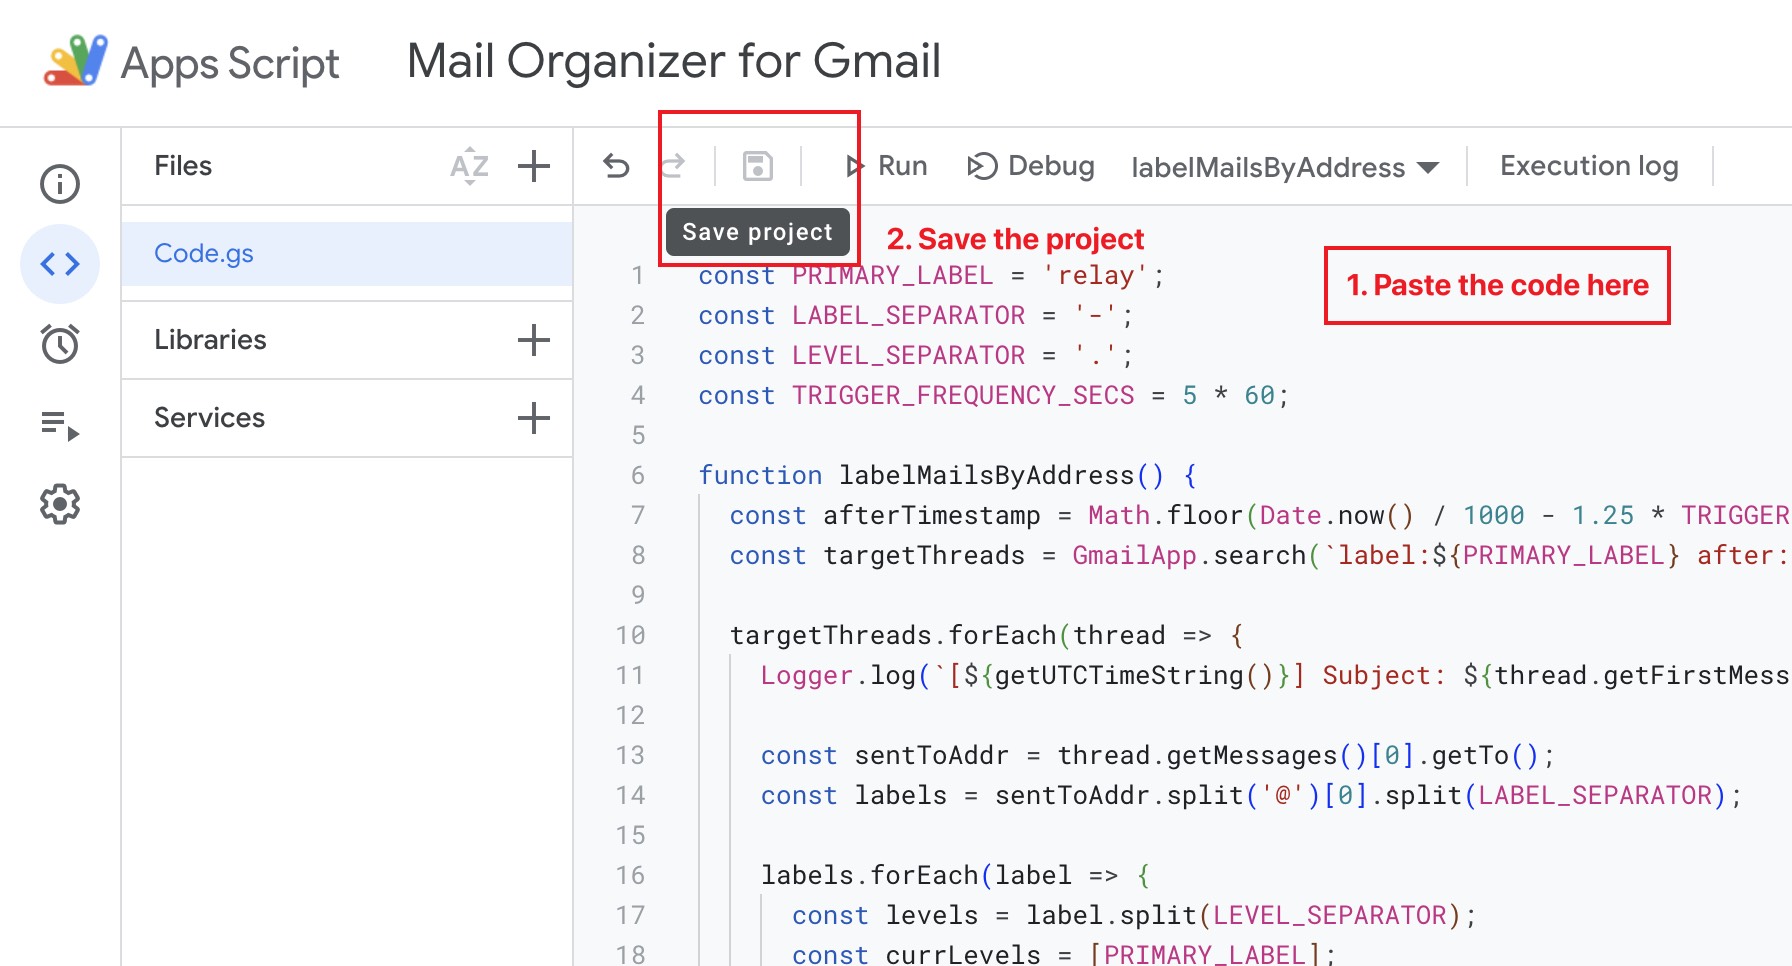 Apps Script Mail Organizer for Gmail
Files AZ Run Debug labelMailsByAddress Execution log
Save project 2. Save the project
Code.gs
1. Paste the code here
Libraries
Services
1 const PRIMARY_LABEL = 'relay';
2 const LABEL_SEPARATOR = '-';
3 const LEVEL_SEPARATOR = '.';
4 const TRIGGER_FREQUENCY_SECS = 5 * 60;
5
6 function labelMailsByAddress() {
7 const afterTimestamp = Math.floor(Date.now() / 1000 - 1.25 * TRIGGER
8 const targetThreads = GmailApp.search(`label:${PRIMARY_LABEL} after:
9
10 targetThreads.forEach(thread => {
11 Logger.log(`[${getUTCTimeString()}] Subject: ${thread.getFirstMess
12
13 const sentToAddr = thread.getMessages()[0].getTo();
14 const labels = sentToAddr.split('@')[0].split(LABEL_SEPARATOR);
15
16 labels.forEach(label => {
17 const levels = label.split(LEVEL_SEPARATOR);
18 const currLevels = [PRIMARY_LABEL];